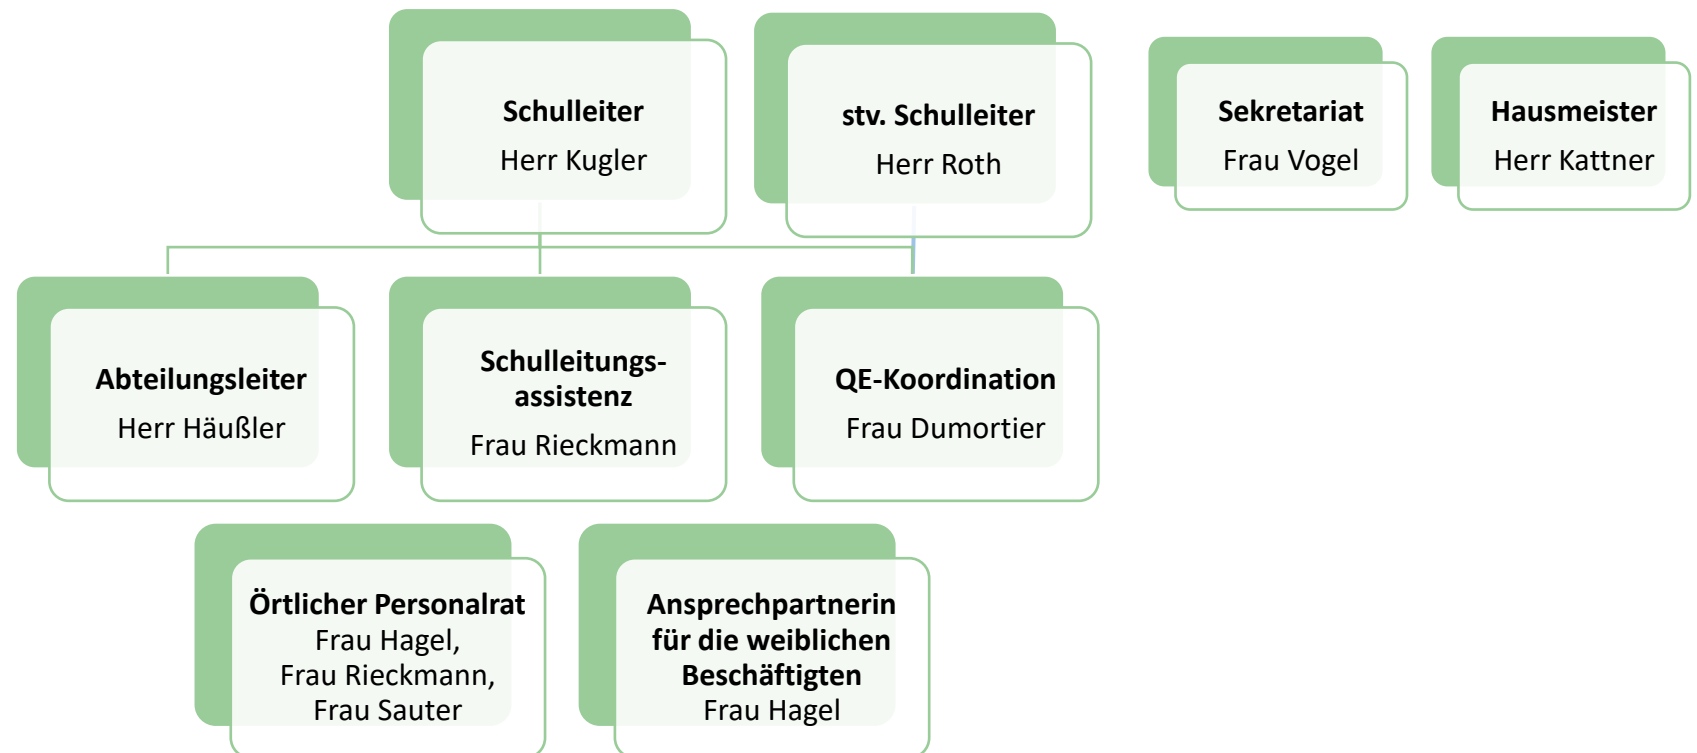 Schulleiter
Herr Kugler
stv. Schulleiter
Herr Roth
Sekretariat
Frau Vogel
Hausmeister
Herr Kattner
Abteilungsleiter
Herr Häußler
Schulleitungs-
assistenz
Frau Rieckmann
QE-Koordination
Frau Dumortier
Örtlicher Personalrat
Frau Hagel,
Frau Rieckmann,
Frau Sauter
Ansprechpartnerin
für die weiblichen
Beschäftigten
Frau Hagel